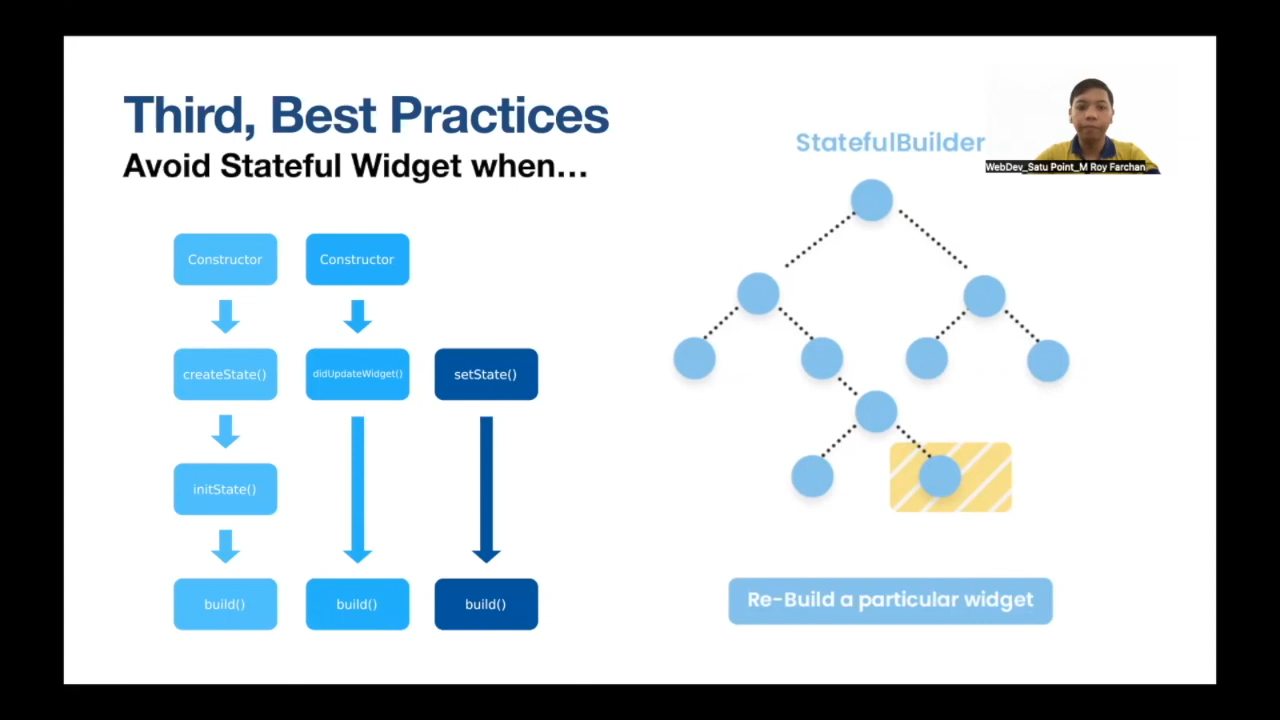 Third, Best Practices
Avoid Stateful Widget when...
StatefulBuilder
WebDev_Satu Point_M Roy Farchan
Constructor
Constructor
createState()
didUpdateWidget()
setState()
initState()
build()
build()
build()
Re-Build a particular widget